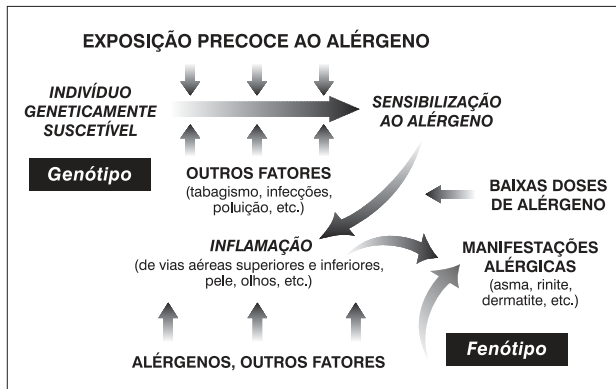 EXPOSIÇÃO PRECOCE AO ALÉRGENO
INDIVÍDUO
GENETICAMENTE
SUSCETÍVEL
SENSIBILIZAÇÃO
AO ALÉRGENO
Genótipo
OUTROS FATORES
(tabagismo, infecções,
poluição, etc.)
BAIXAS DOSES
DE ALÉRGENO
INFLAMAÇÃO
(de vias aéreas superiores e inferiores,
pele, olhos, etc.)
MANIFESTAÇÕES
ALÉRGICAS
(asma, rinite,
dermatite, etc.)
ALÉRGENOS, OUTROS FATORES
Fenótipo